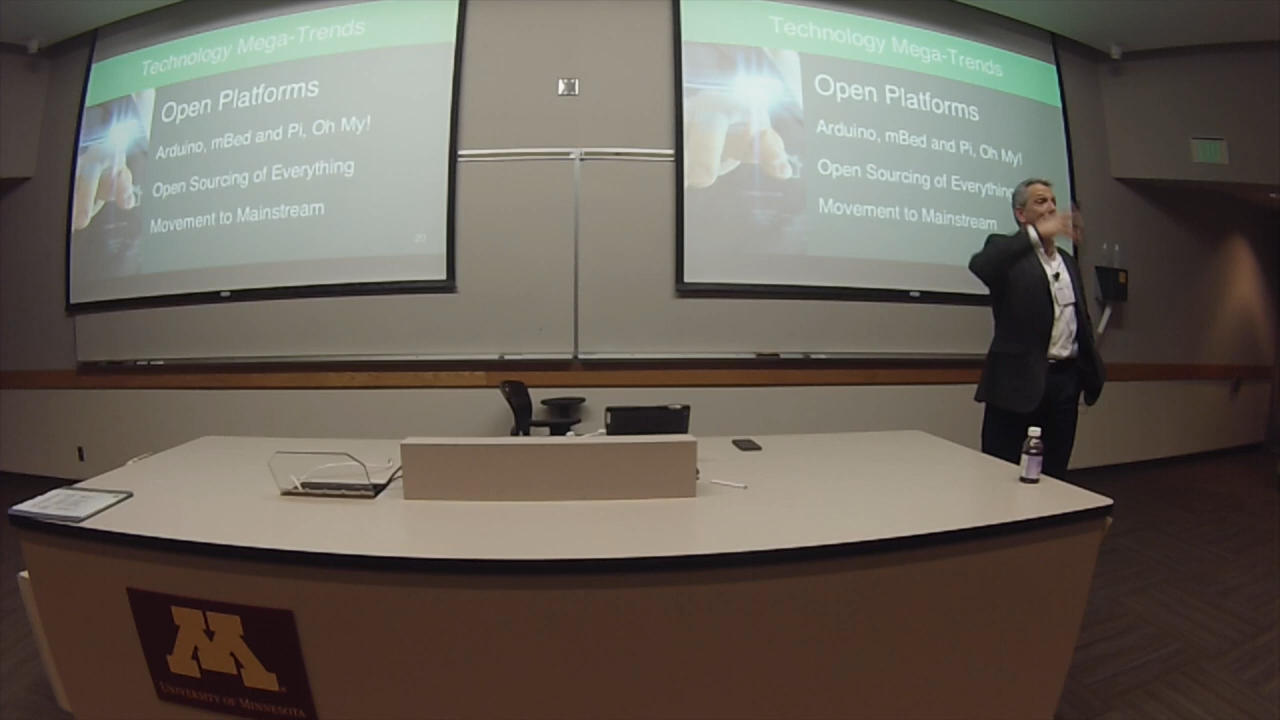 Technology Mega-Trends
Open Platforms
Arduino, mBed and Pi, Oh My!
Open Sourcing of Everything
Movement to Mainstream
20
Technology Mega-Trends
Open Platforms
Arduino, mBed and Pi, Oh My!
Open Sourcing of Everything
Movement to Mainstream
M
UNIVERSITY OF MINNESOTA